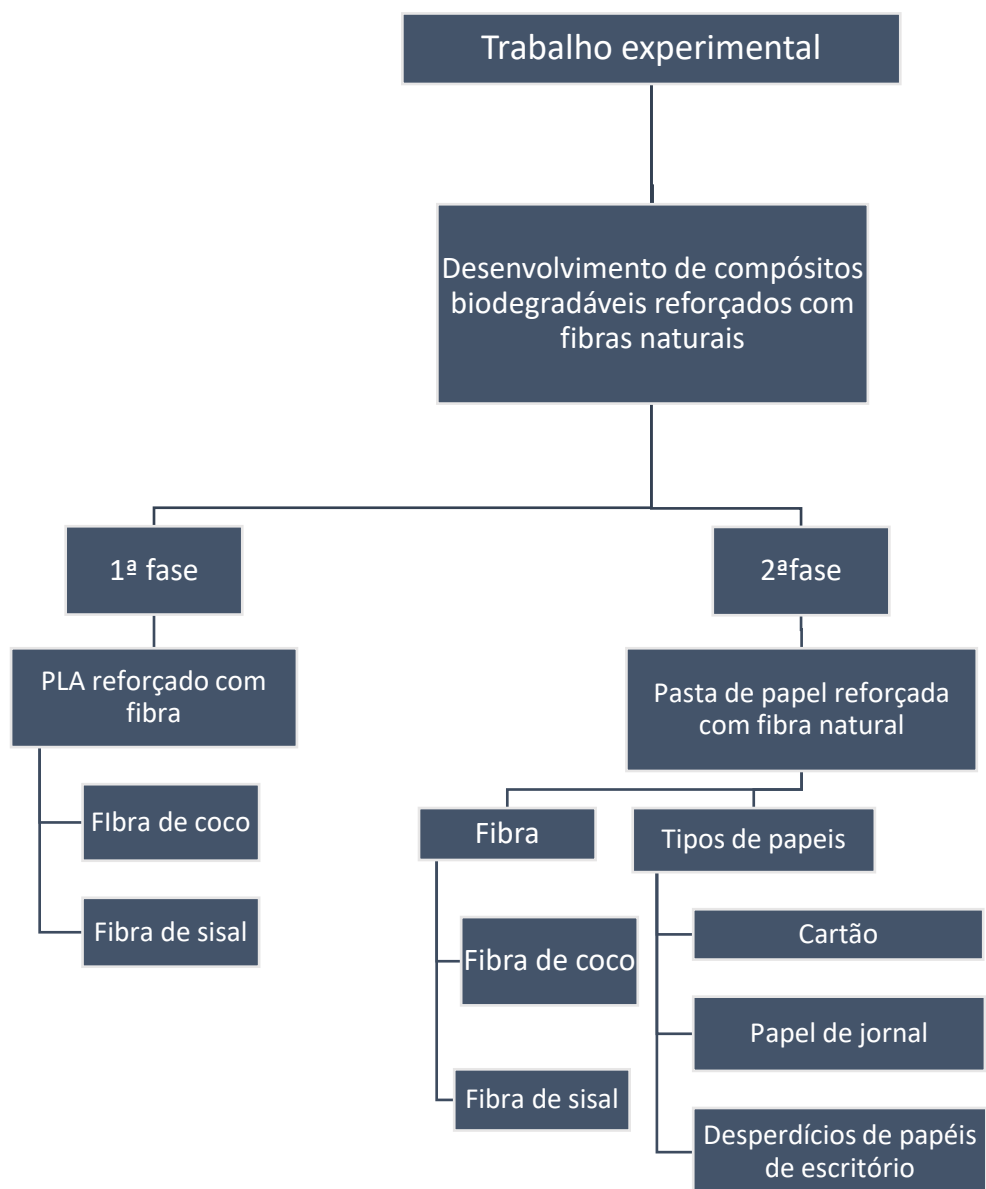 Trabalho experimental
Desenvolvimento de compósitos
biodegradáveis reforçados com
fibras naturais
1ª fase
2ªfase
PLA reforçado com
fibra
Pasta de papel reforçada
com fibra natural
FIbra de coco
Fibra de sisal
Fibra
Tipos de papeis
Fibra de coco
Fibra de sisal
Cartão
Papel de jornal
Desperdícios de papéis
de escritório